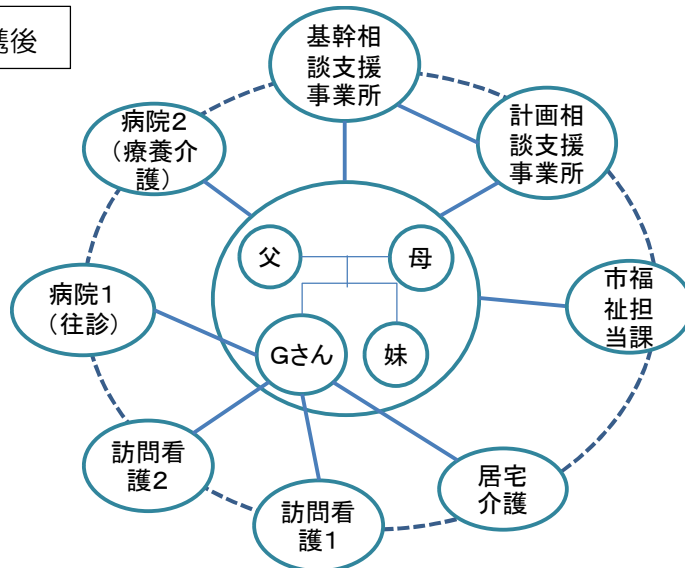 携後
基幹相
談支援
事業所
計画相
談支援
事業所
病院2
(療養介
護)
父
母
市福
祉担
当課
病院1
(往診)
Gさん
妹
訪問看
護2
訪問看
護1
居宅
介護